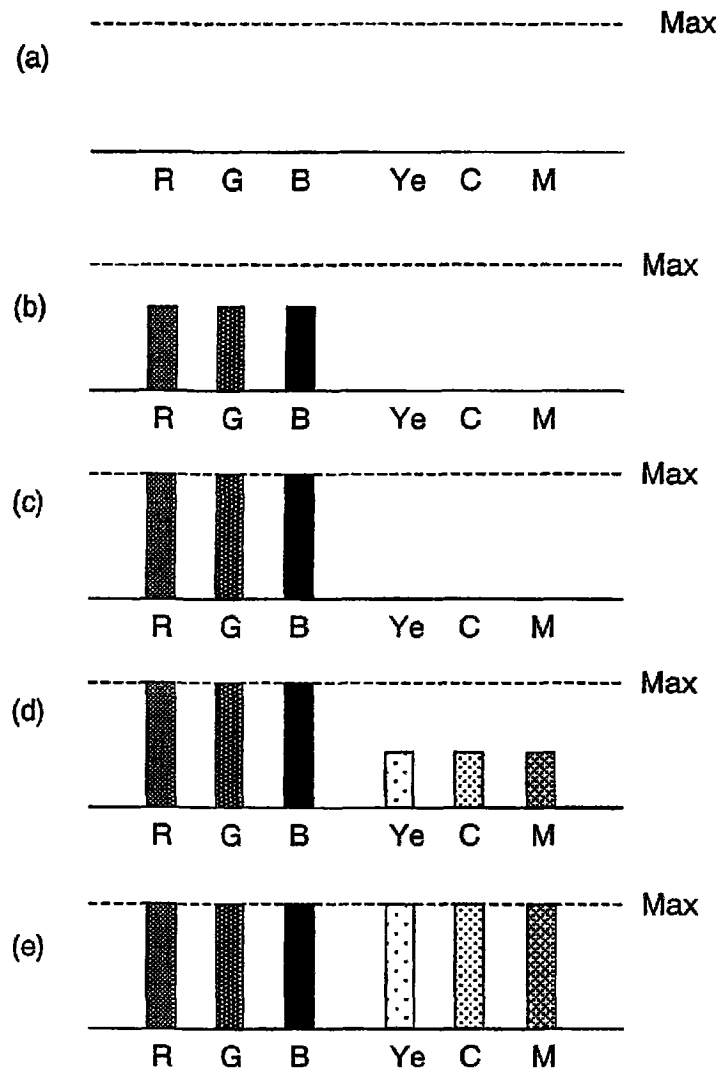 Max
(a)
R G B Ye C M
Max
(b)
R G B Ye C M
Max
(c)
R G B Ye C M
Max
(d)
R G B Ye C M
Max
(e)
R G B Ye C M